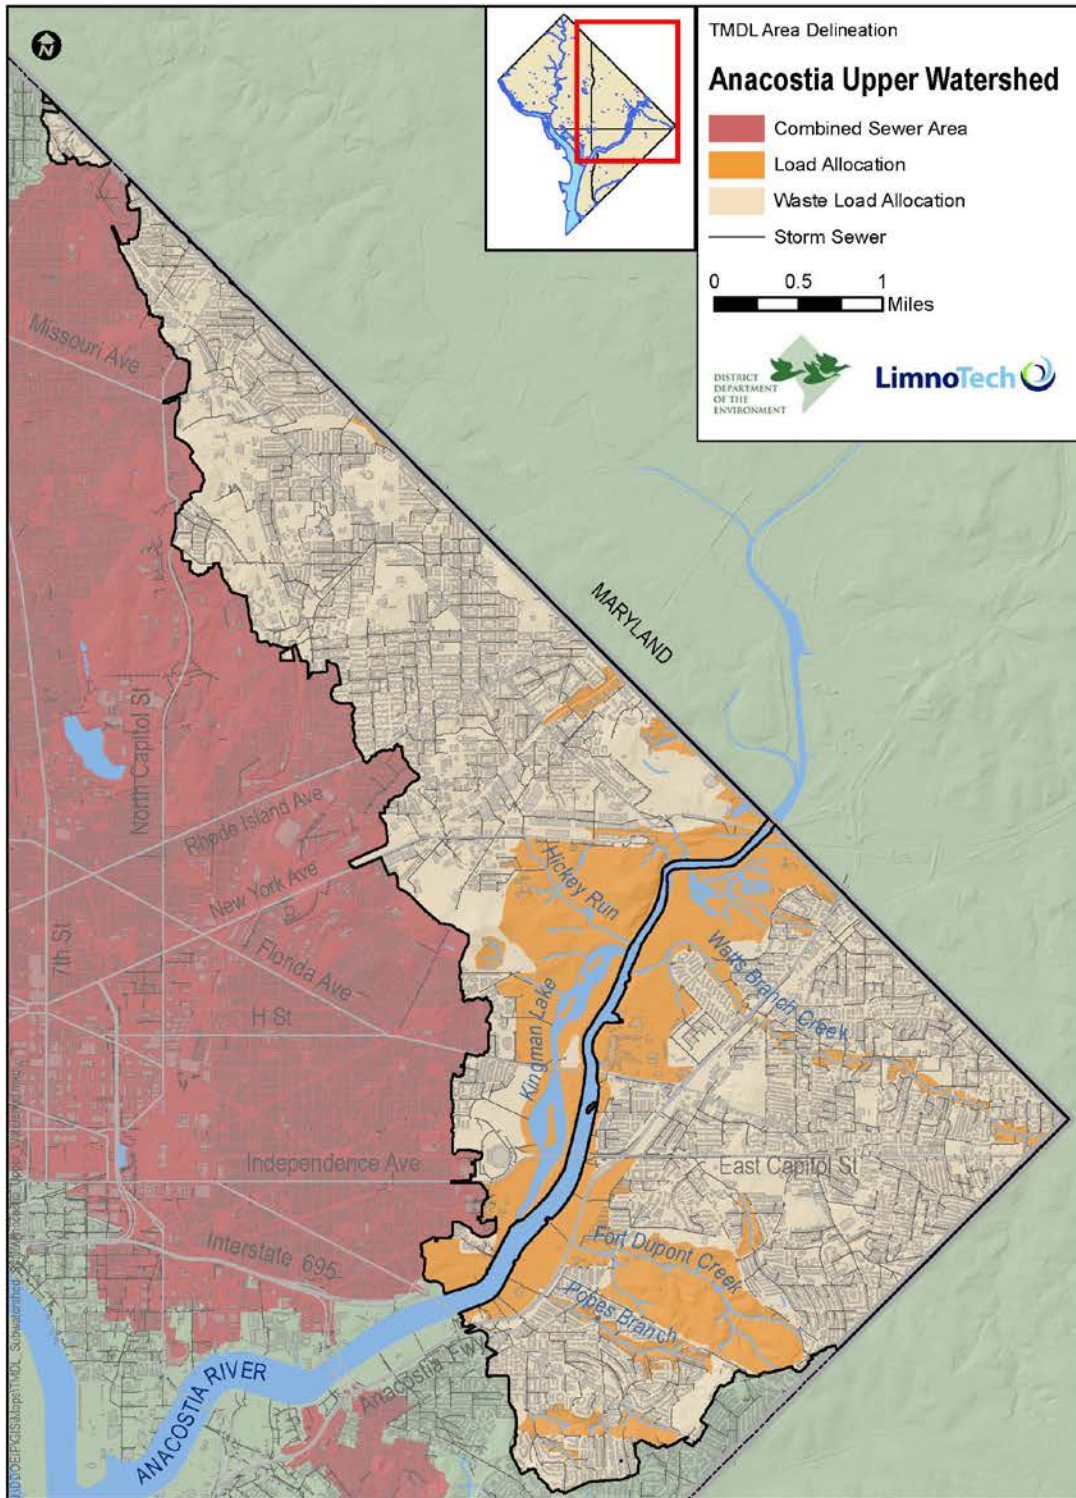 N
TMDL Area Delineation
Anacostia Upper Watershed
Combined Sewer Area
Load Allocation
Waste Load Allocation
Storm Sewer
0 0.5 1
Miles
DISTRICT
DEPARTMENT
OF THE
ENVIRONMENT
LimnoTech
Missouri Ave
MARYLAND
North Capitol St
Rhode Island Ave
New York Ave
Hickey Run
7th St
Florida Ave
Watts Branch Creek
H St
Kingman Lake
Independence Ave
East Capitol St
Interstate 695
Fort Dupont Creek
Popes Branch
Anacostia Fwy
ANACOSTIA RIVER